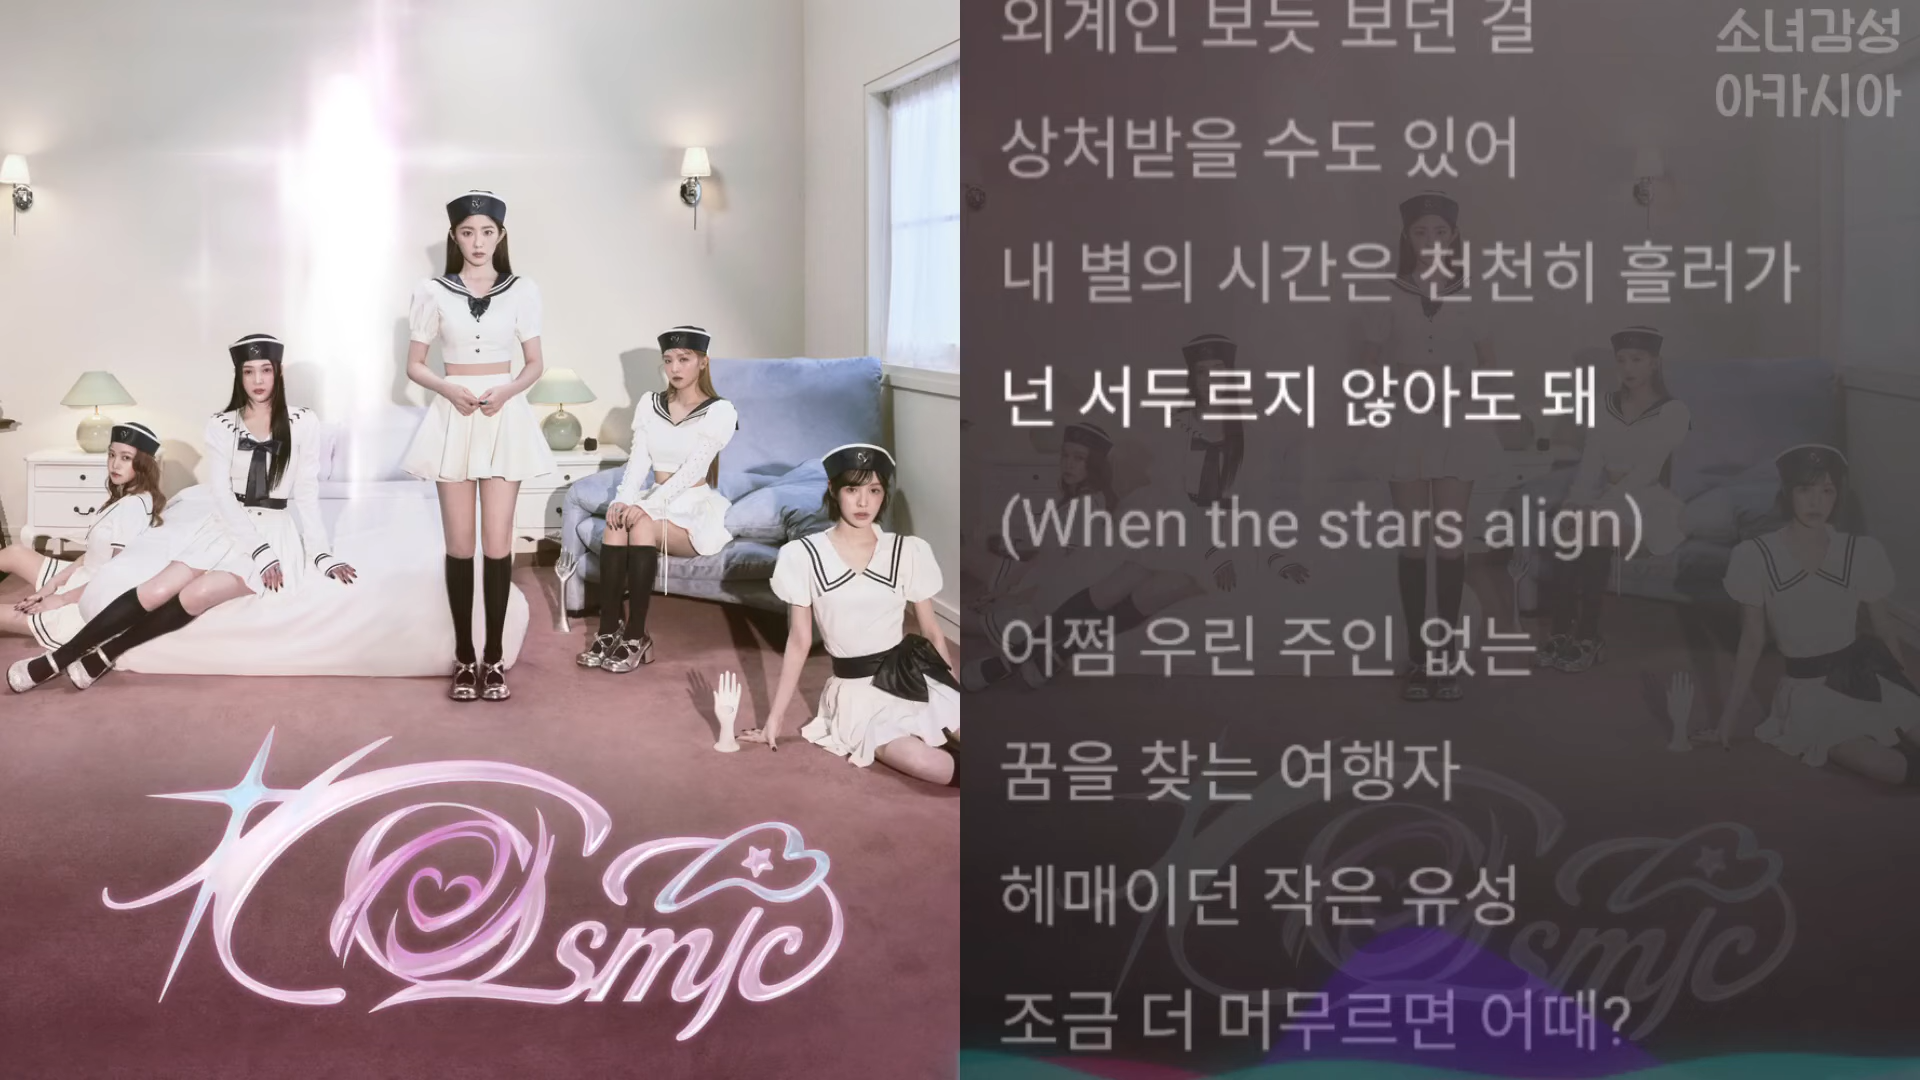 Cosmic
외계인 보듯 보던 걸
상처받을 수도 있어
내 별의 시간은 천천히 흘러가
넌 서두르지 않아도 돼
(When the stars align)
어쩜 우린 주인 없는
꿈을 찾는 여행자
헤매이던 작은 유성
조금 더 머무르면 어때?
소녀감성
아카시아